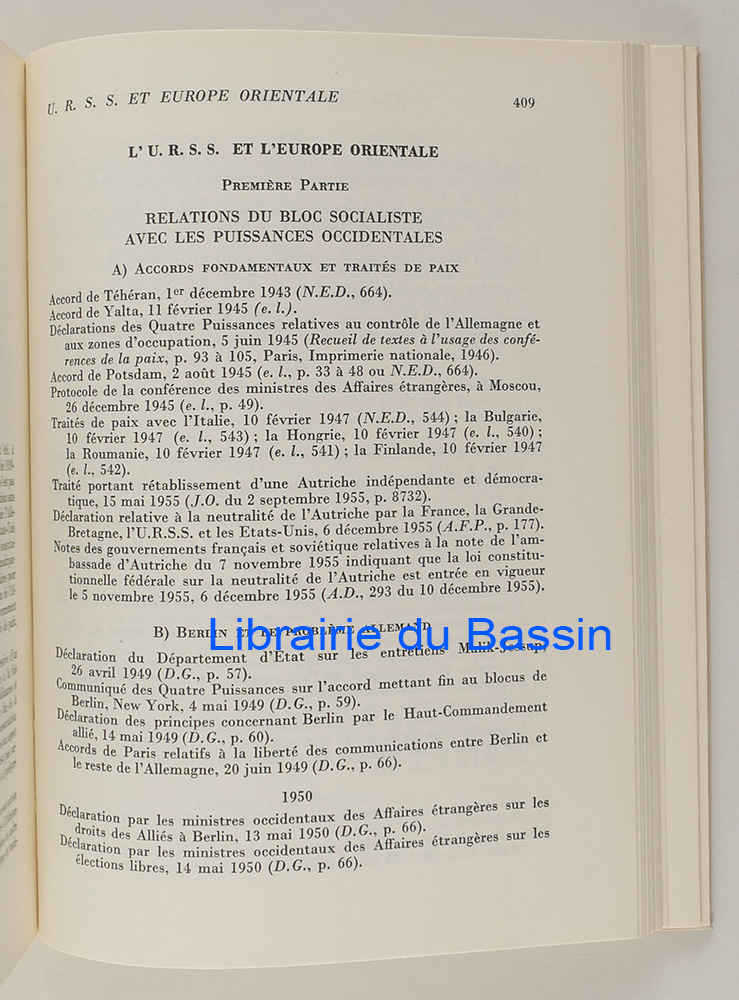 U. R. S. S. ET EUROPE ORIENTALE
409
L'U. R. S. S. ET L'EUROPE ORIENTALE
PREMIÈRE PARTIE
RELATIONS DU BLOC SOCIALISTE
AVEC LES PUISSANCES OCCIDENTALES
A) ACCORDS FONDAMENTAUX ET TRAITÉS DE PAIX
Accord de Téhéran, 1er décembre 1943 (N.E.D., 664).
Accord de Yalta, 11 février 1945 (e. l.).
Déclarations des Quatre Puissances relatives au contrôle de l'Allemagne et
aux zones d'occupation, 5 juin 1945 (Recueil de textes à l'usage des confé-
rences de la paix, p. 93 à 105, Paris, Imprimerie nationale, 1946).
Accord de Potsdam, 2 août 1945 (e. l., p. 33 à 48 ou N.E.D., 664).
Protocole de la conférence des ministres des Affaires étrangères, à Moscou,
26 décembre 1945 (e. l., p. 49).
Traités de paix avec l'Italie, 10 février 1947 (N.E.D., 544) ; la Bulgarie,
10 février 1947 (e. l., 543) ; la Hongrie, 10 février 1947 (e. l., 540) ;
la Roumanie, 10 février 1947 (e. l., 541) ; la Finlande, 10 février 1947
(e. l., 542).
Traité portant rétablissement d'une Autriche indépendante et démocra-
tique, 15 mai 1955 (J.O. du 2 septembre 1955, p. 8732).
Déclaration relative à la neutralité de l'Autriche par la France, la Grande-
Bretagne, l'U.R.S.S. et les Etats-Unis, 6 décembre 1955 (A.F.P., p. 177).
Notes des gouvernements français et soviétique relatives à la note de l'am-
bassade d'Autriche du 7 novembre 1955 indiquant que la loi constitu-
tionnelle fédérale sur la neutralité de l'Autriche est entrée en vigueur
le 5 novembre 1955, 6 décembre 1955 (A.D., 293 du 10 décembre 1955).
B) BERLIN ET LE PROBLÈME ALLEMAND
Librairie du Bassin
Déclaration du Département d'Etat sur les entretiens Malik-Jessup,
26 avril 1949 (D.G., p. 57).
Communiqué des Quatre Puissances sur l'accord mettant fin au blocus de
Berlin, New York, 4 mai 1949 (D.G., p. 59).
Déclaration des principes concernant Berlin par le Haut-Commandement
allié, 14 mai 1949 (D.G., p. 60).
Accords de Paris relatifs à la liberté des communications entre Berlin et
le reste de l'Allemagne, 20 juin 1949 (D.G., p. 66).
1950
Déclaration par les ministres occidentaux des Affaires étrangères sur les
droits des Alliés à Berlin, 13 mai 1950 (D.G., p. 66).
Déclaration par les ministres occidentaux des Affaires étrangères sur les
élections libres, 14 mai 1950 (D.G., p. 66).